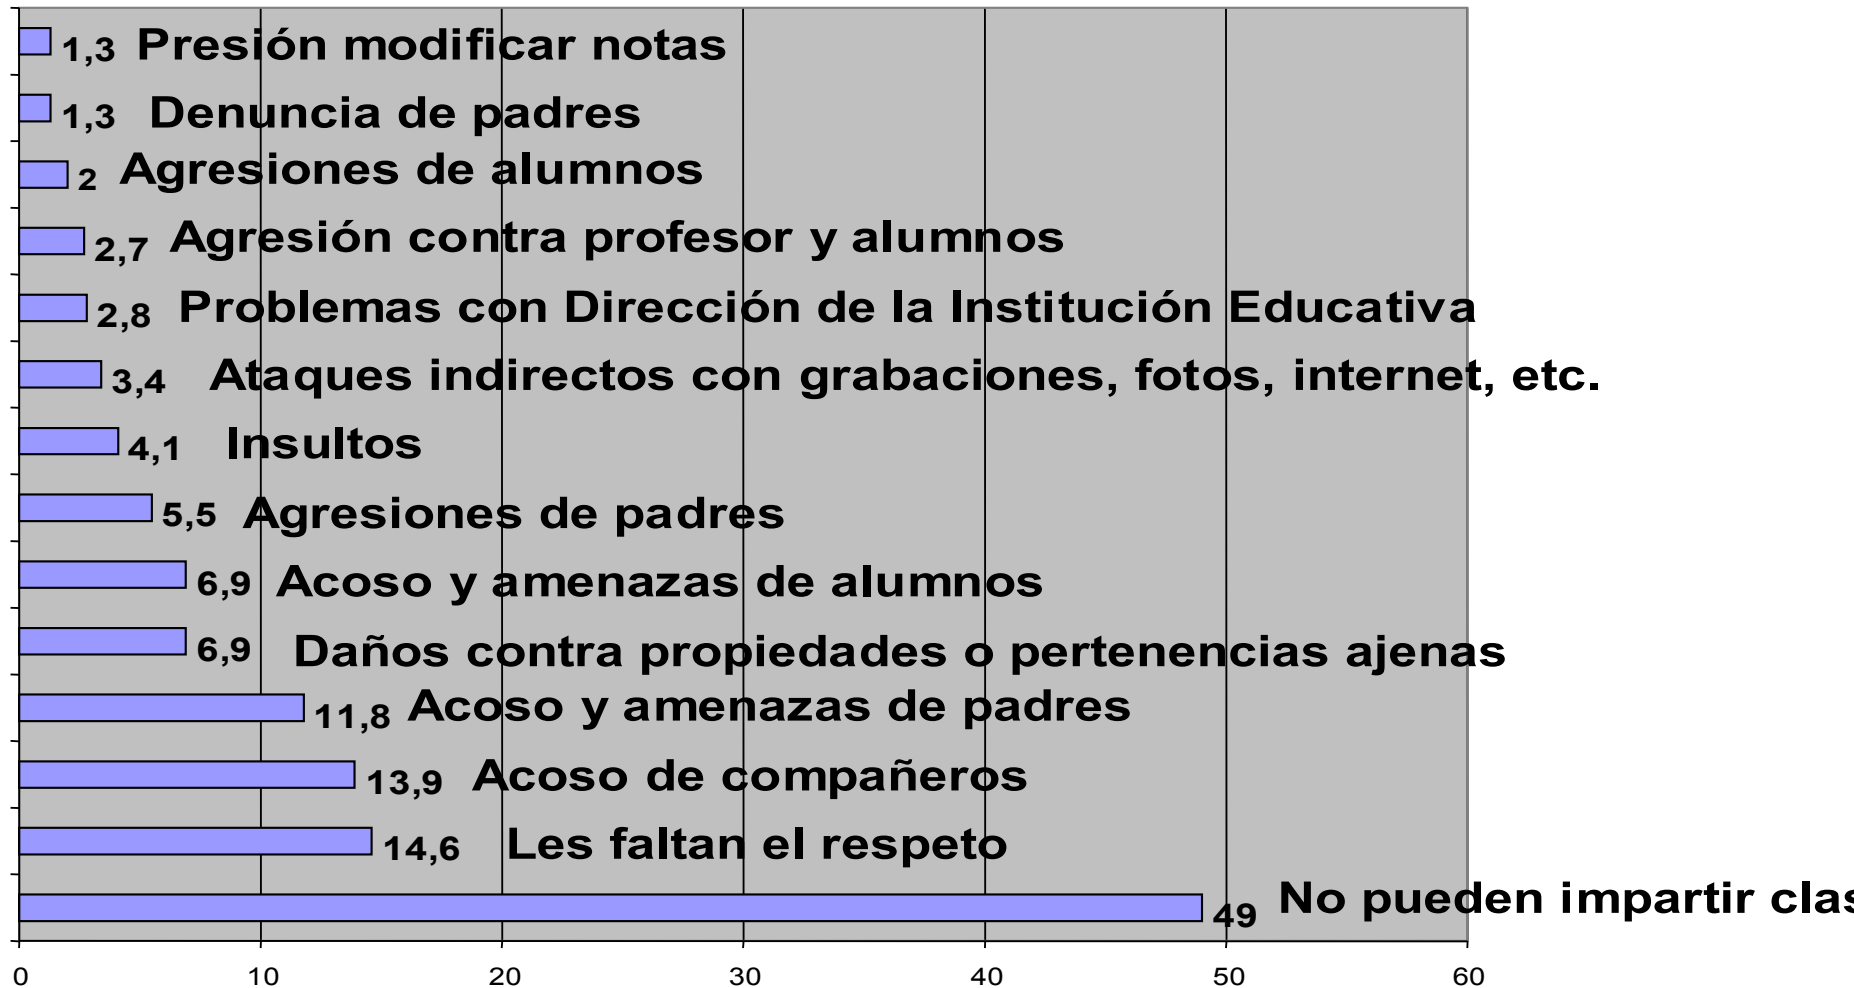 1,3 Presión modificar notas
1,3 Denuncia de padres
2 Agresiones de alumnos
2,7 Agresión contra profesor y alumnos
2,8 Problemas con Dirección de la Institución Educativa
3,4 Ataques indirectos con grabaciones, fotos, internet, etc.
4,1 Insultos
5,5 Agresiones de padres
6,9 Acoso y amenazas de alumnos
6,9 Daños contra propiedades o pertenencias ajenas
11,8 Acoso y amenazas de padres
13,9 Acoso de compañeros
14,6 Les faltan el respeto
49 No pueden impartir
0 10 20 30 40 50 60